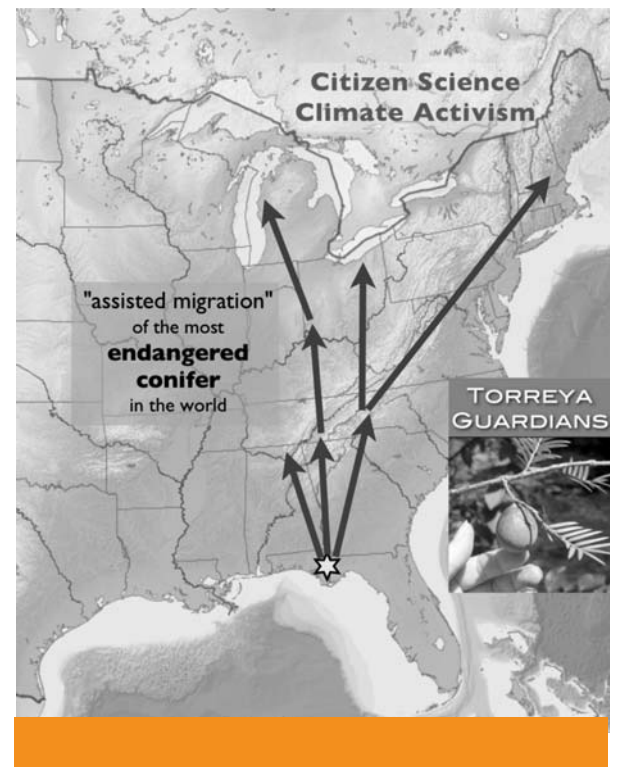 Citizen Science
Climate Activism
"assisted migration"
of the most
endangered
conifer
in the world
TORREYA
GUARDIANS